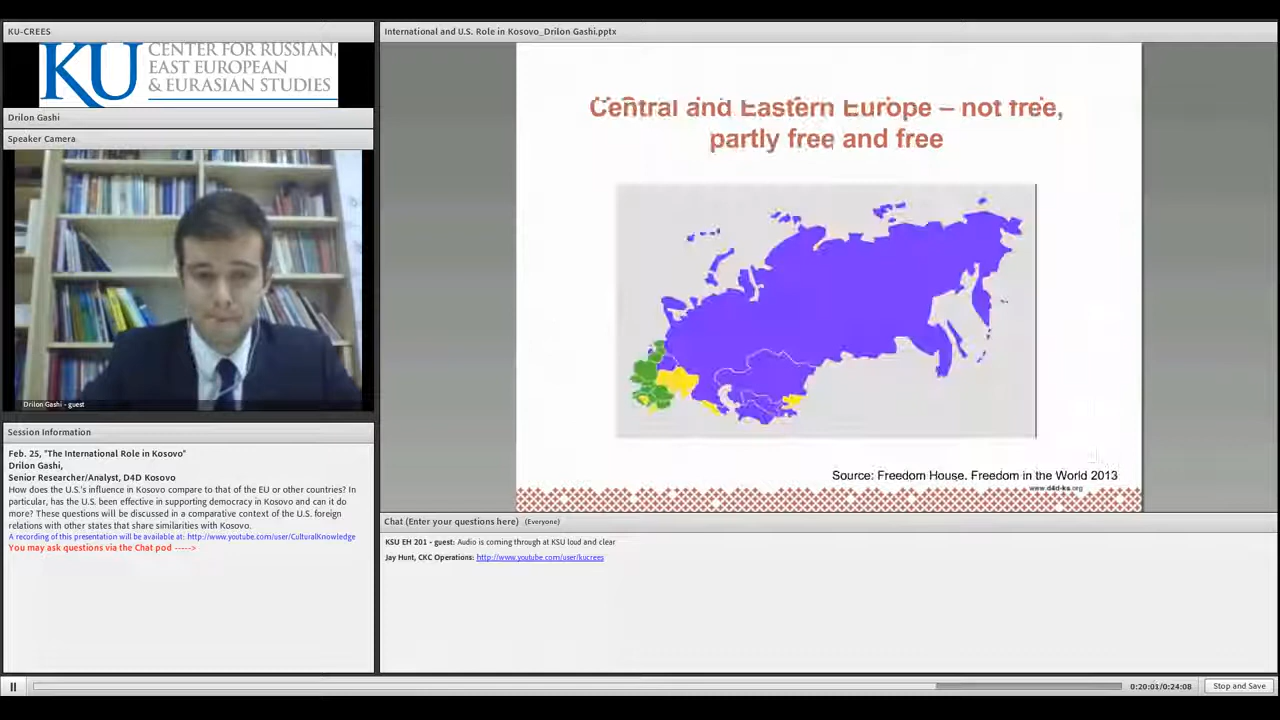 KU-CREES
KU CENTER FOR RUSSIAN,
EAST EUROPEAN
& EURASIAN STUDIES
Drilon Gashi
Speaker Camera
Drilon Gashi - guest
Session Information
Feb. 25, "The International Role in Kosovo"
Drilon Gashi,
Senior Researcher/Analyst, D4D Kosovo
How does the U.S.'s influence in Kosovo compare to that of the EU or other countries? In
particular, has the U.S. been effective in supporting democracy in Kosovo and can it do
more? These questions will be discussed in a comparative context of the U.S. foreign
relations with other states that share similarities with Kosovo.
A recording of this presentation will be available at: http://www.youtube.com/user/CulturalKnowledge
You may ask questions via the Chat pod ----->
International and U.S. Role in Kosovo_Drilon Gashi.pptx
Central and Eastern Europe – not free,
partly free and free
Source: Freedom House. Freedom in the World 2013
www.d4d-ks.org
Chat (Enter your questions here) (Everyone)
KSU EH 201 - guest: Audio is coming through at KSU loud and clear
Jay Hunt, CKC Operations: http://www.youtube.com/user/kucrees
0:20:01/0:24:08
Stop and Save